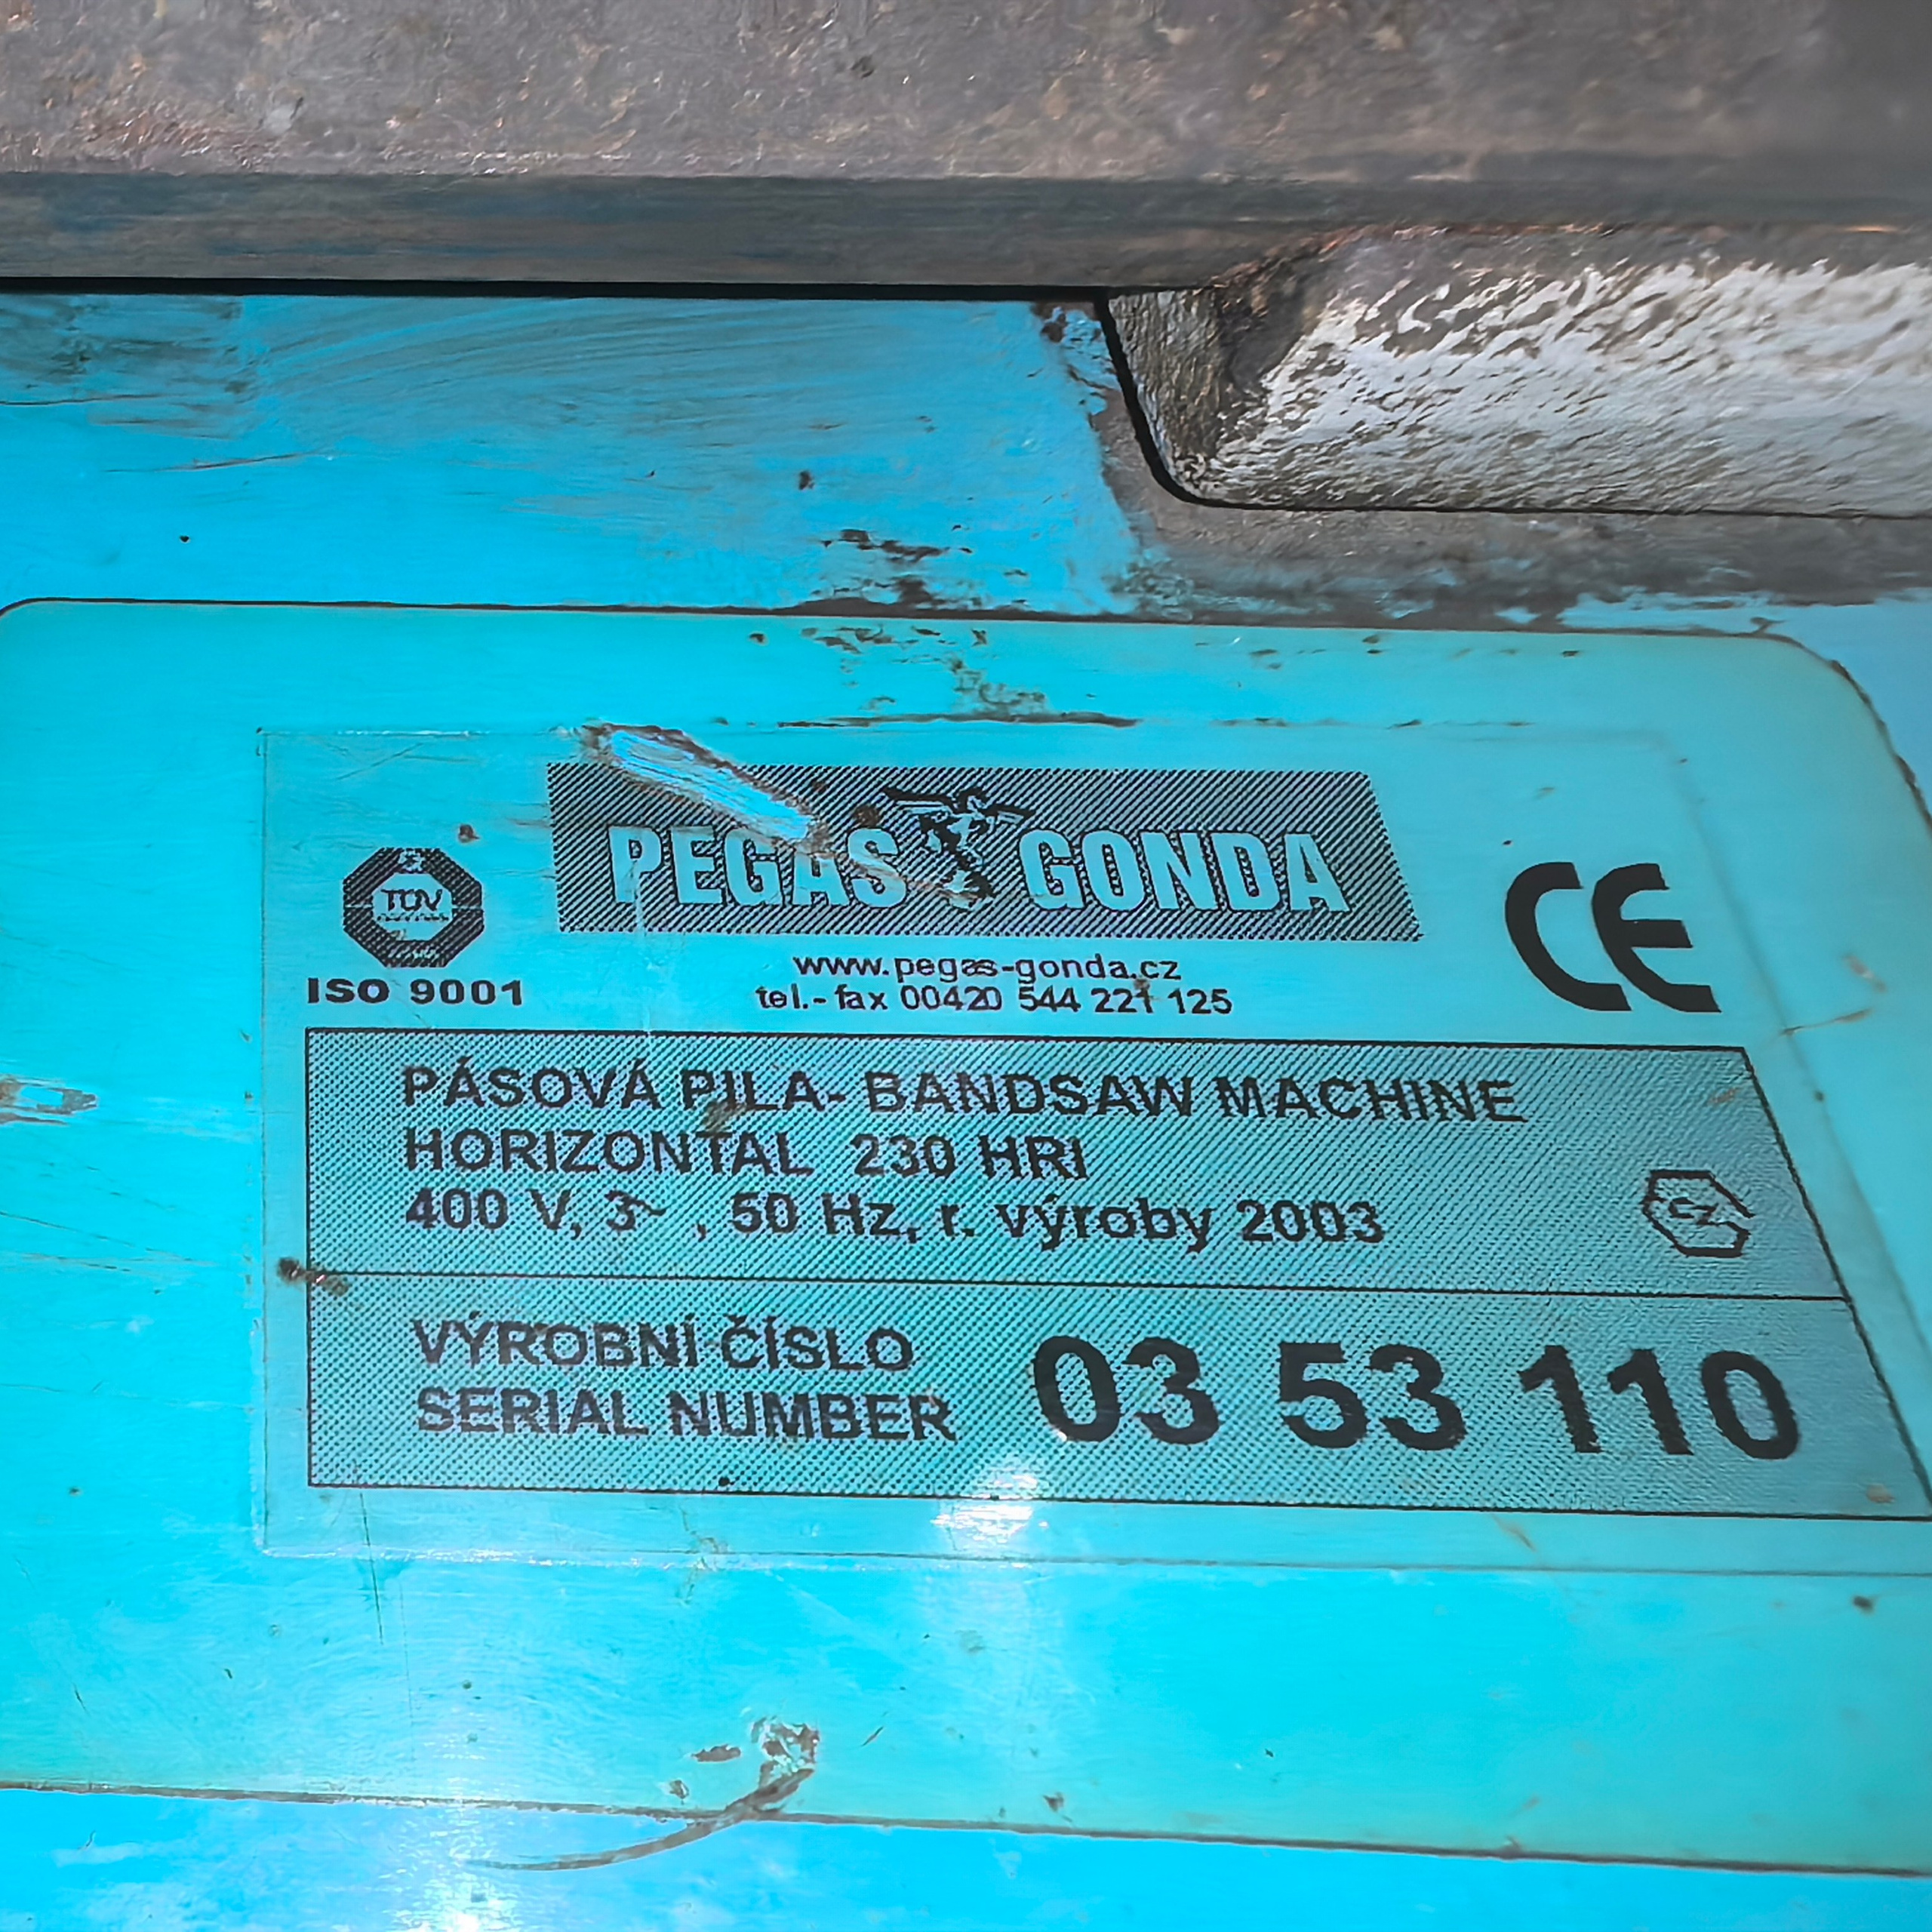 PEGAS GONDA
TÜV
CE
ISO 9001
www.pegas-gonda.cz
tel.-fax 00420 544 221 125
PÁSOVÁ PILA- BANDSAW MACHINE
HORIZONTAL 230 HRI
400 V, 3~ , 50 Hz, r. výroby 2003
CZ
VÝROBNÍ ČÍSLO
SERIAL NUMBER
03 53 110